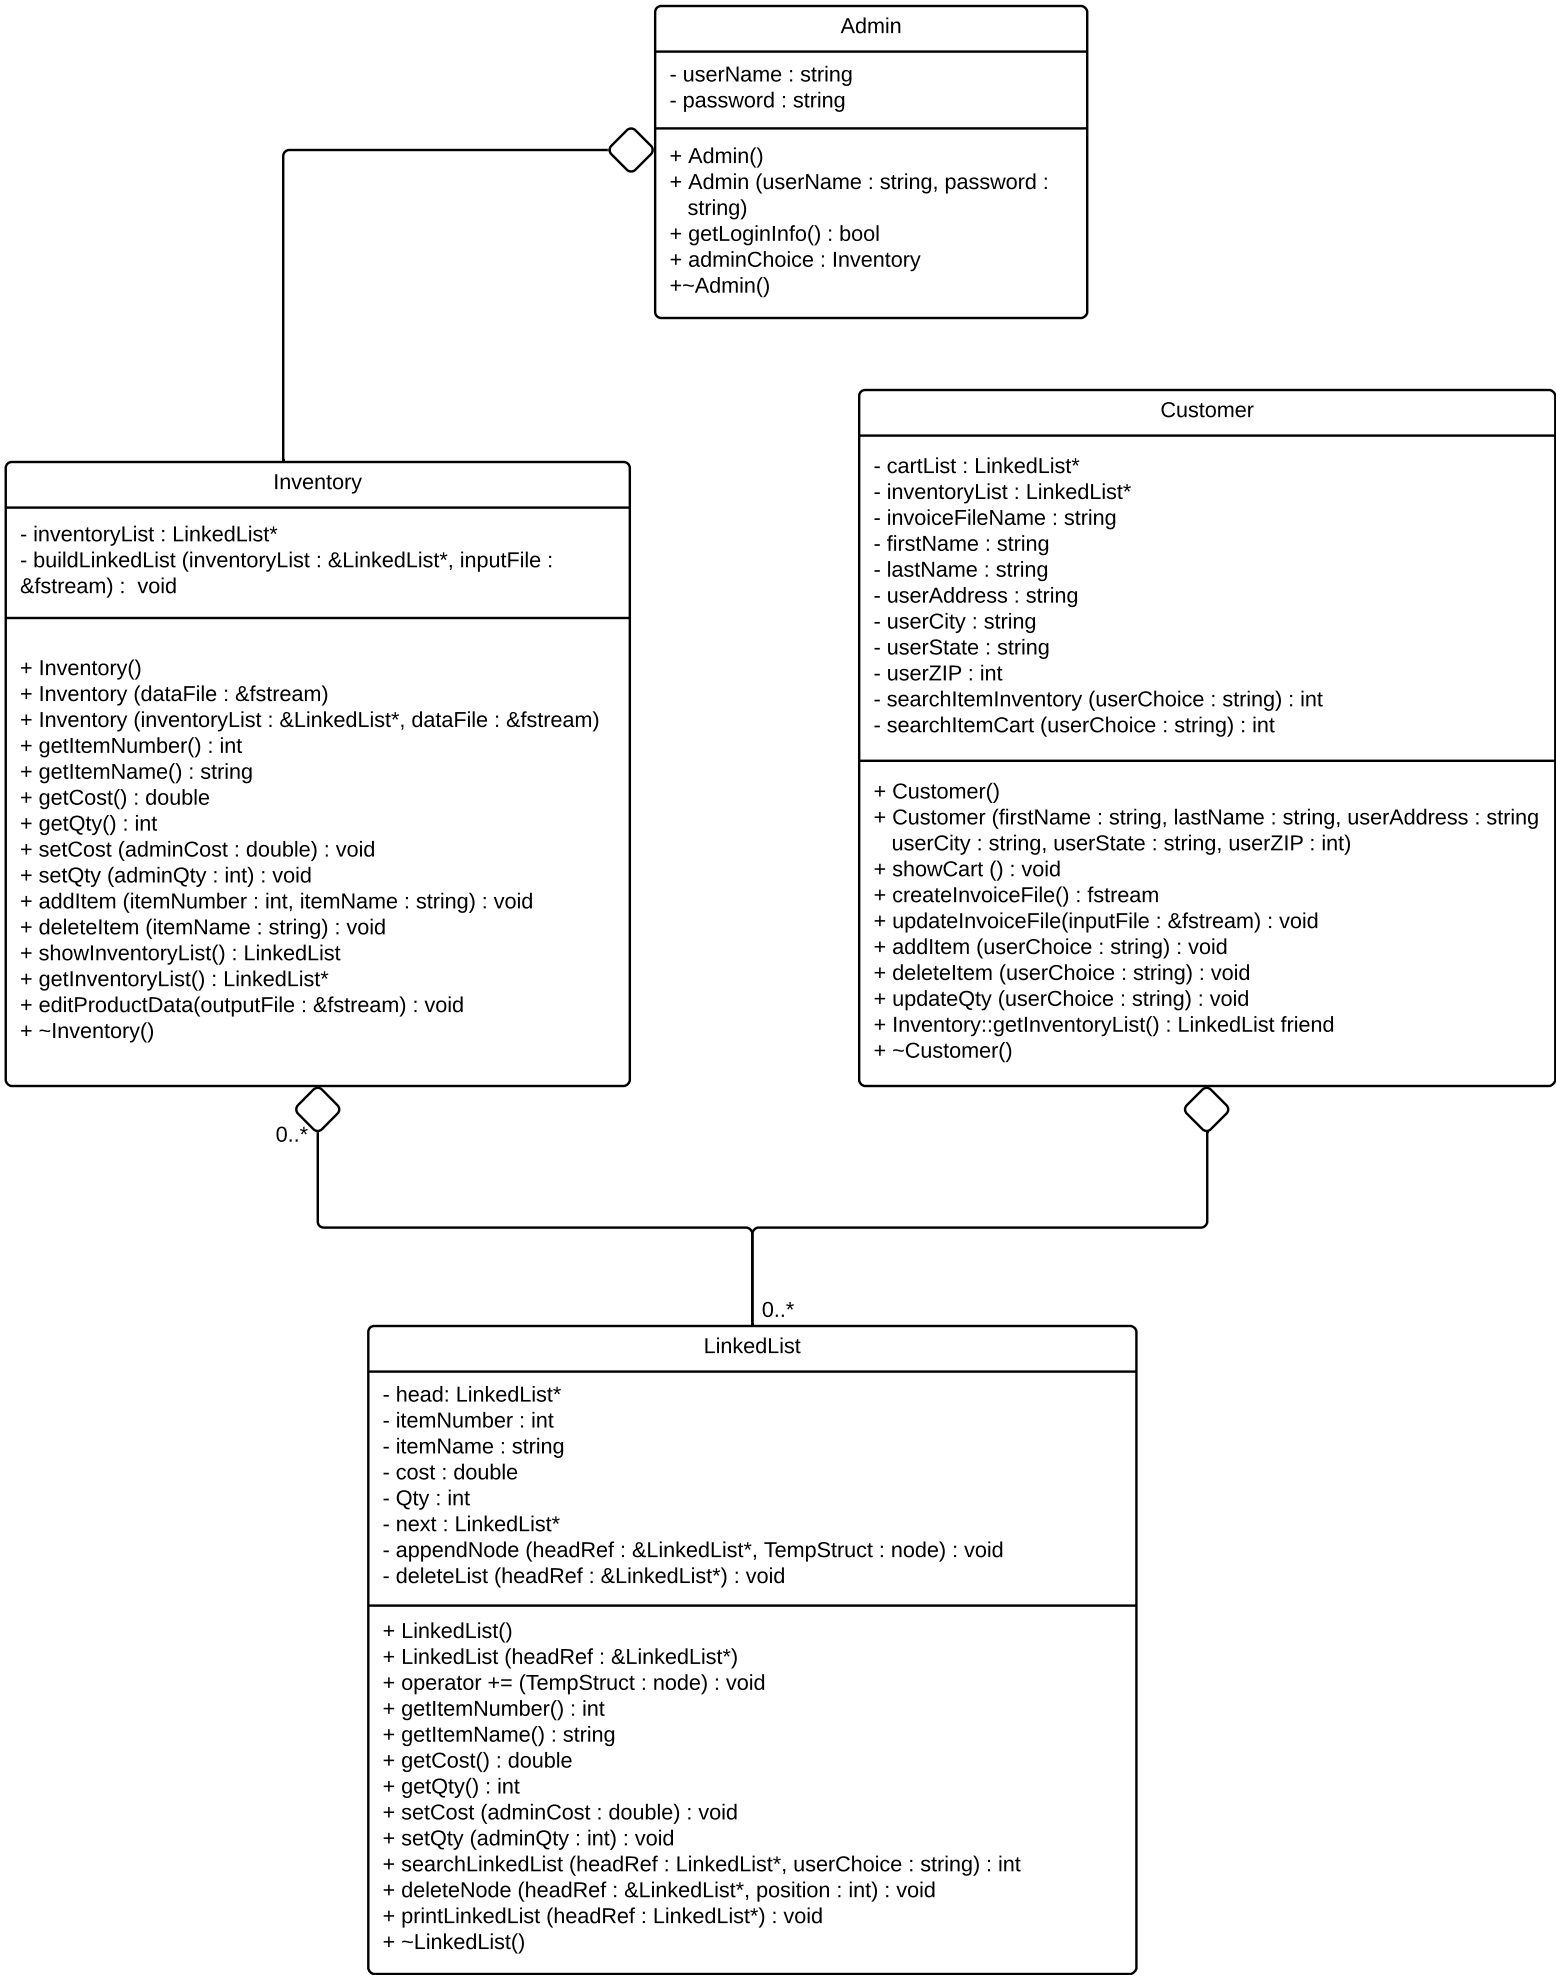 Admin
- userName : string
- password : string
+ Admin()
+ Admin (userName : string, password :
string)
+ getLoginInfo() : bool
+ adminChoice : Inventory
+~Admin()
Inventory
- inventoryList : LinkedList*
- buildLinkedList (inventoryList : &LinkedList*, inputFile :
&fstream) :  void
+ Inventory()
+ Inventory (dataFile : &fstream)
+ Inventory (inventoryList : &LinkedList*, dataFile : &fstream)
+ getItemNumber() : int
+ getItemName() : string
+ getCost() : double
+ getQty() : int
+ setCost (adminCost : double) : void
+ setQty (adminQty : int) : void
+ addItem (itemNumber : int, itemName : string) : void
+ deleteItem (itemName : string) : void
+ showInventoryList() : LinkedList
+ getInventoryList() : LinkedList*
+ editProductData(outputFile : &fstream) : void
+ ~Inventory()
Customer
- cartList : LinkedList*
- inventoryList : LinkedList*
- invoiceFileName : string
- firstName : string
- lastName : string
- userAddress : string
- userCity : string
- userState : string
- userZIP : int
- searchItemInventory (userChoice : string) : int
- searchItemCart (userChoice : string) : int
+ Customer()
+ Customer (firstName : string, lastName : string, userAddress : string
userCity : string, userState : string, userZIP : int)
+ showCart () : void
+ createInvoiceFile() : fstream
+ updateInvoiceFile(inputFile : &fstream) : void
+ addItem (userChoice : string) : void
+ deleteItem (userChoice : string) : void
+ updateQty (userChoice : string) : void
+ Inventory::getInventoryList() : LinkedList friend
+ ~Customer()
0..*
0..*
LinkedList
- head: LinkedList*
- itemNumber : int
- itemName : string
- cost : double
- Qty : int
- next : LinkedList*
- appendNode (headRef : &LinkedList*, TempStruct : node) : void
- deleteList (headRef : &LinkedList*) : void
+ LinkedList()
+ LinkedList (headRef : &LinkedList*)
+ operator += (TempStruct : node) : void
+ getItemNumber() : int
+ getItemName() : string
+ getCost() : double
+ getQty() : int
+ setCost (adminCost : double) : void
+ setQty (adminQty : int) : void
+ searchLinkedList (headRef : LinkedList*, userChoice : string) : int
+ deleteNode (headRef : &LinkedList*, position : int) : void
+ printLinkedList (headRef : LinkedList*) : void
+ ~LinkedList()